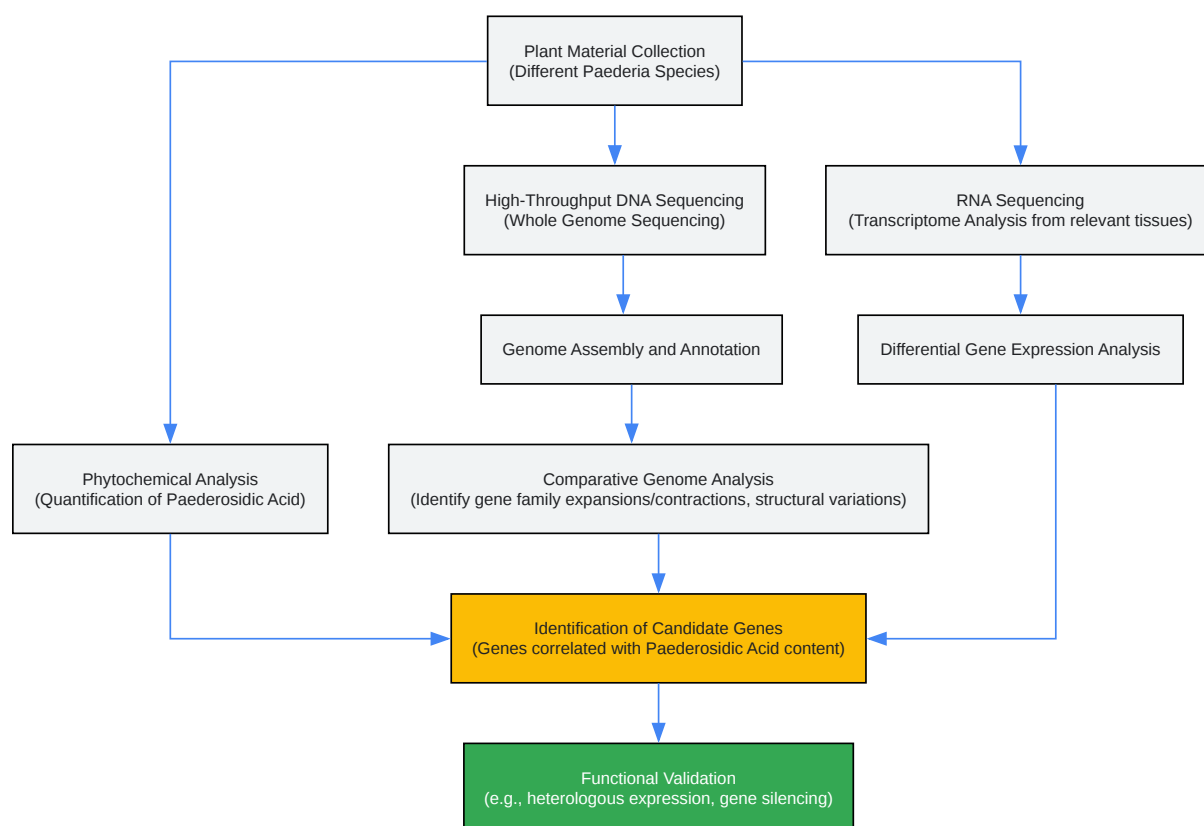 Plant Material Collection
(Different Paederia Species)
High-Throughput DNA Sequencing
(Whole Genome Sequencing)
RNA Sequencing
(Transcriptome Analysis from relevant tissues)
Genome Assembly and Annotation
Differential Gene Expression Analysis
Phytochemical Analysis
(Quantification of Paederosidic Acid)
Comparative Genome Analysis
(Identify gene family expansions/contractions, structural variations)
Identification of Candidate Genes
(Genes correlated with Paederosidic Acid content)
Functional Validation
(e.g., heterologous expression, gene silencing)